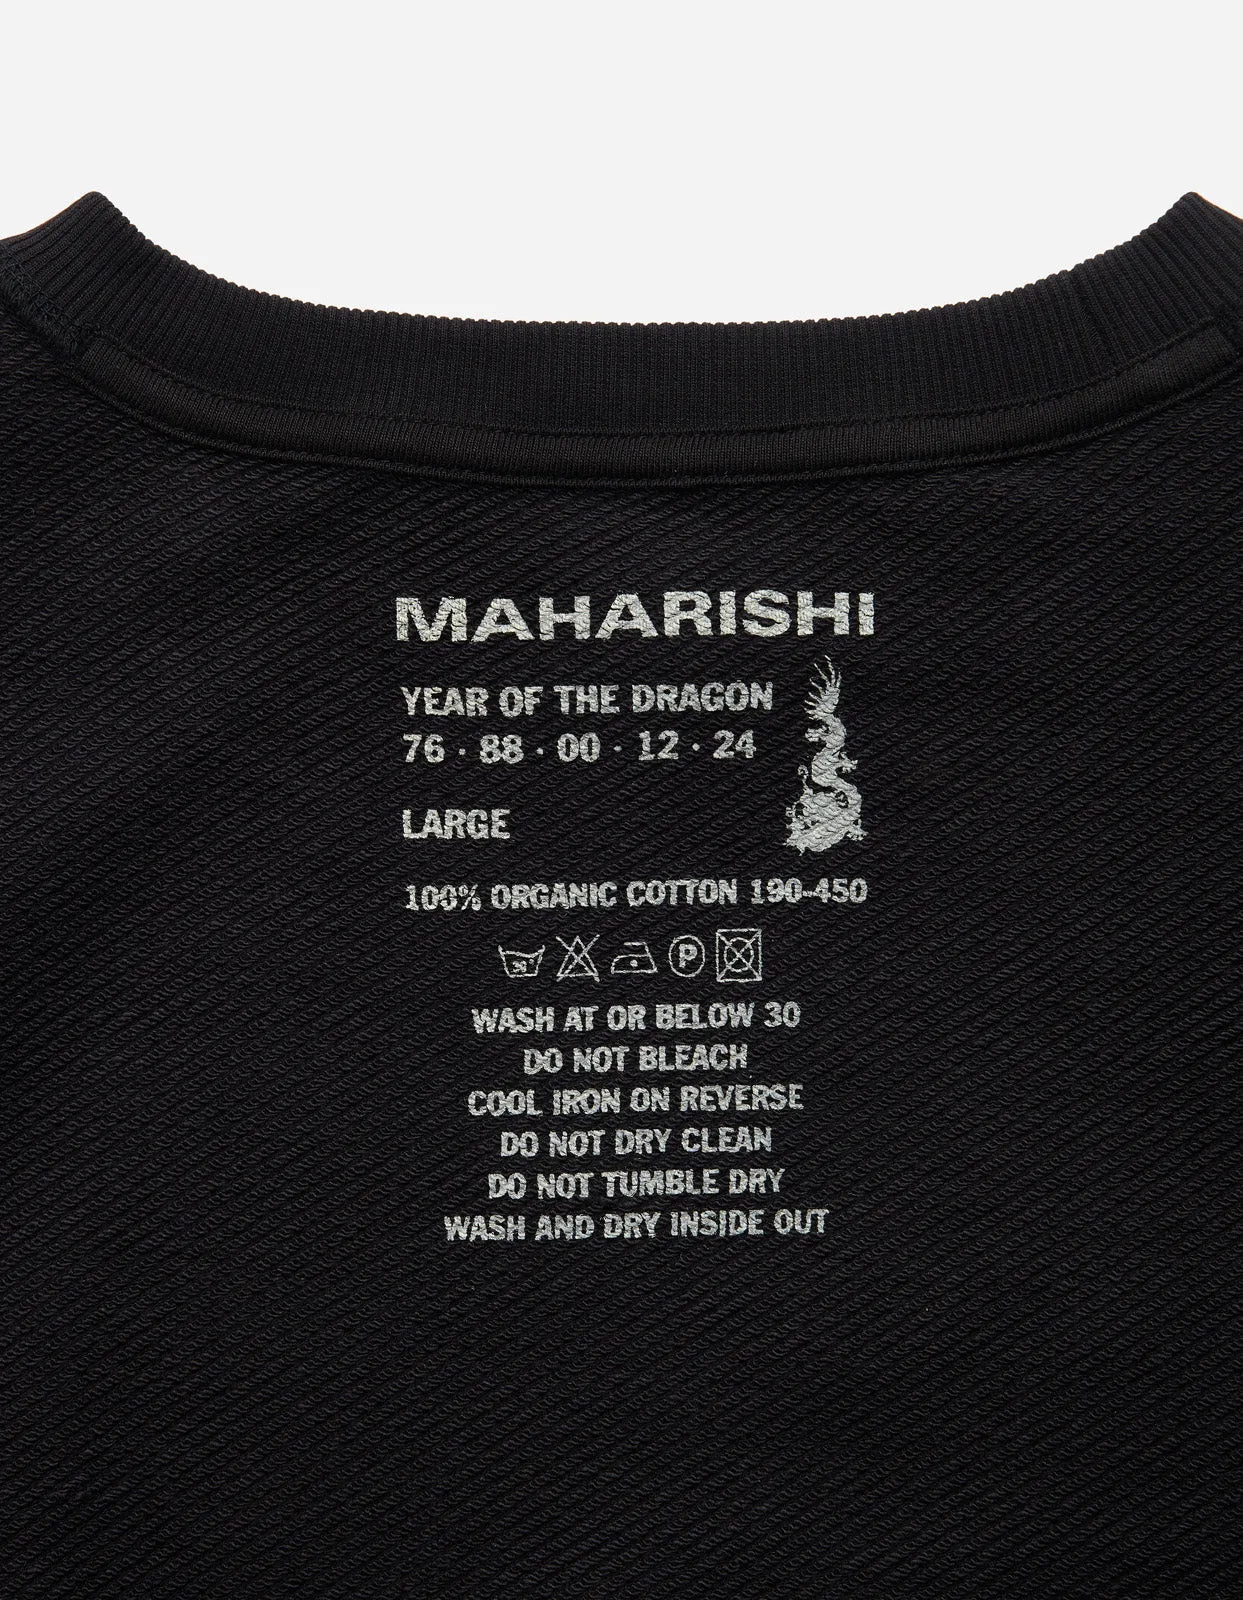 MAHARISHI
YEAR OF THE DRAGON
76 · 88 · 00 · 12 · 24
LARGE
100% ORGANIC COTTON 190-450
P
WASH AT OR BELOW 30
DO NOT BLEACH
COOL IRON ON REVERSE
DO NOT DRY CLEAN
DO NOT TUMBLE DRY
WASH AND DRY INSIDE OUT